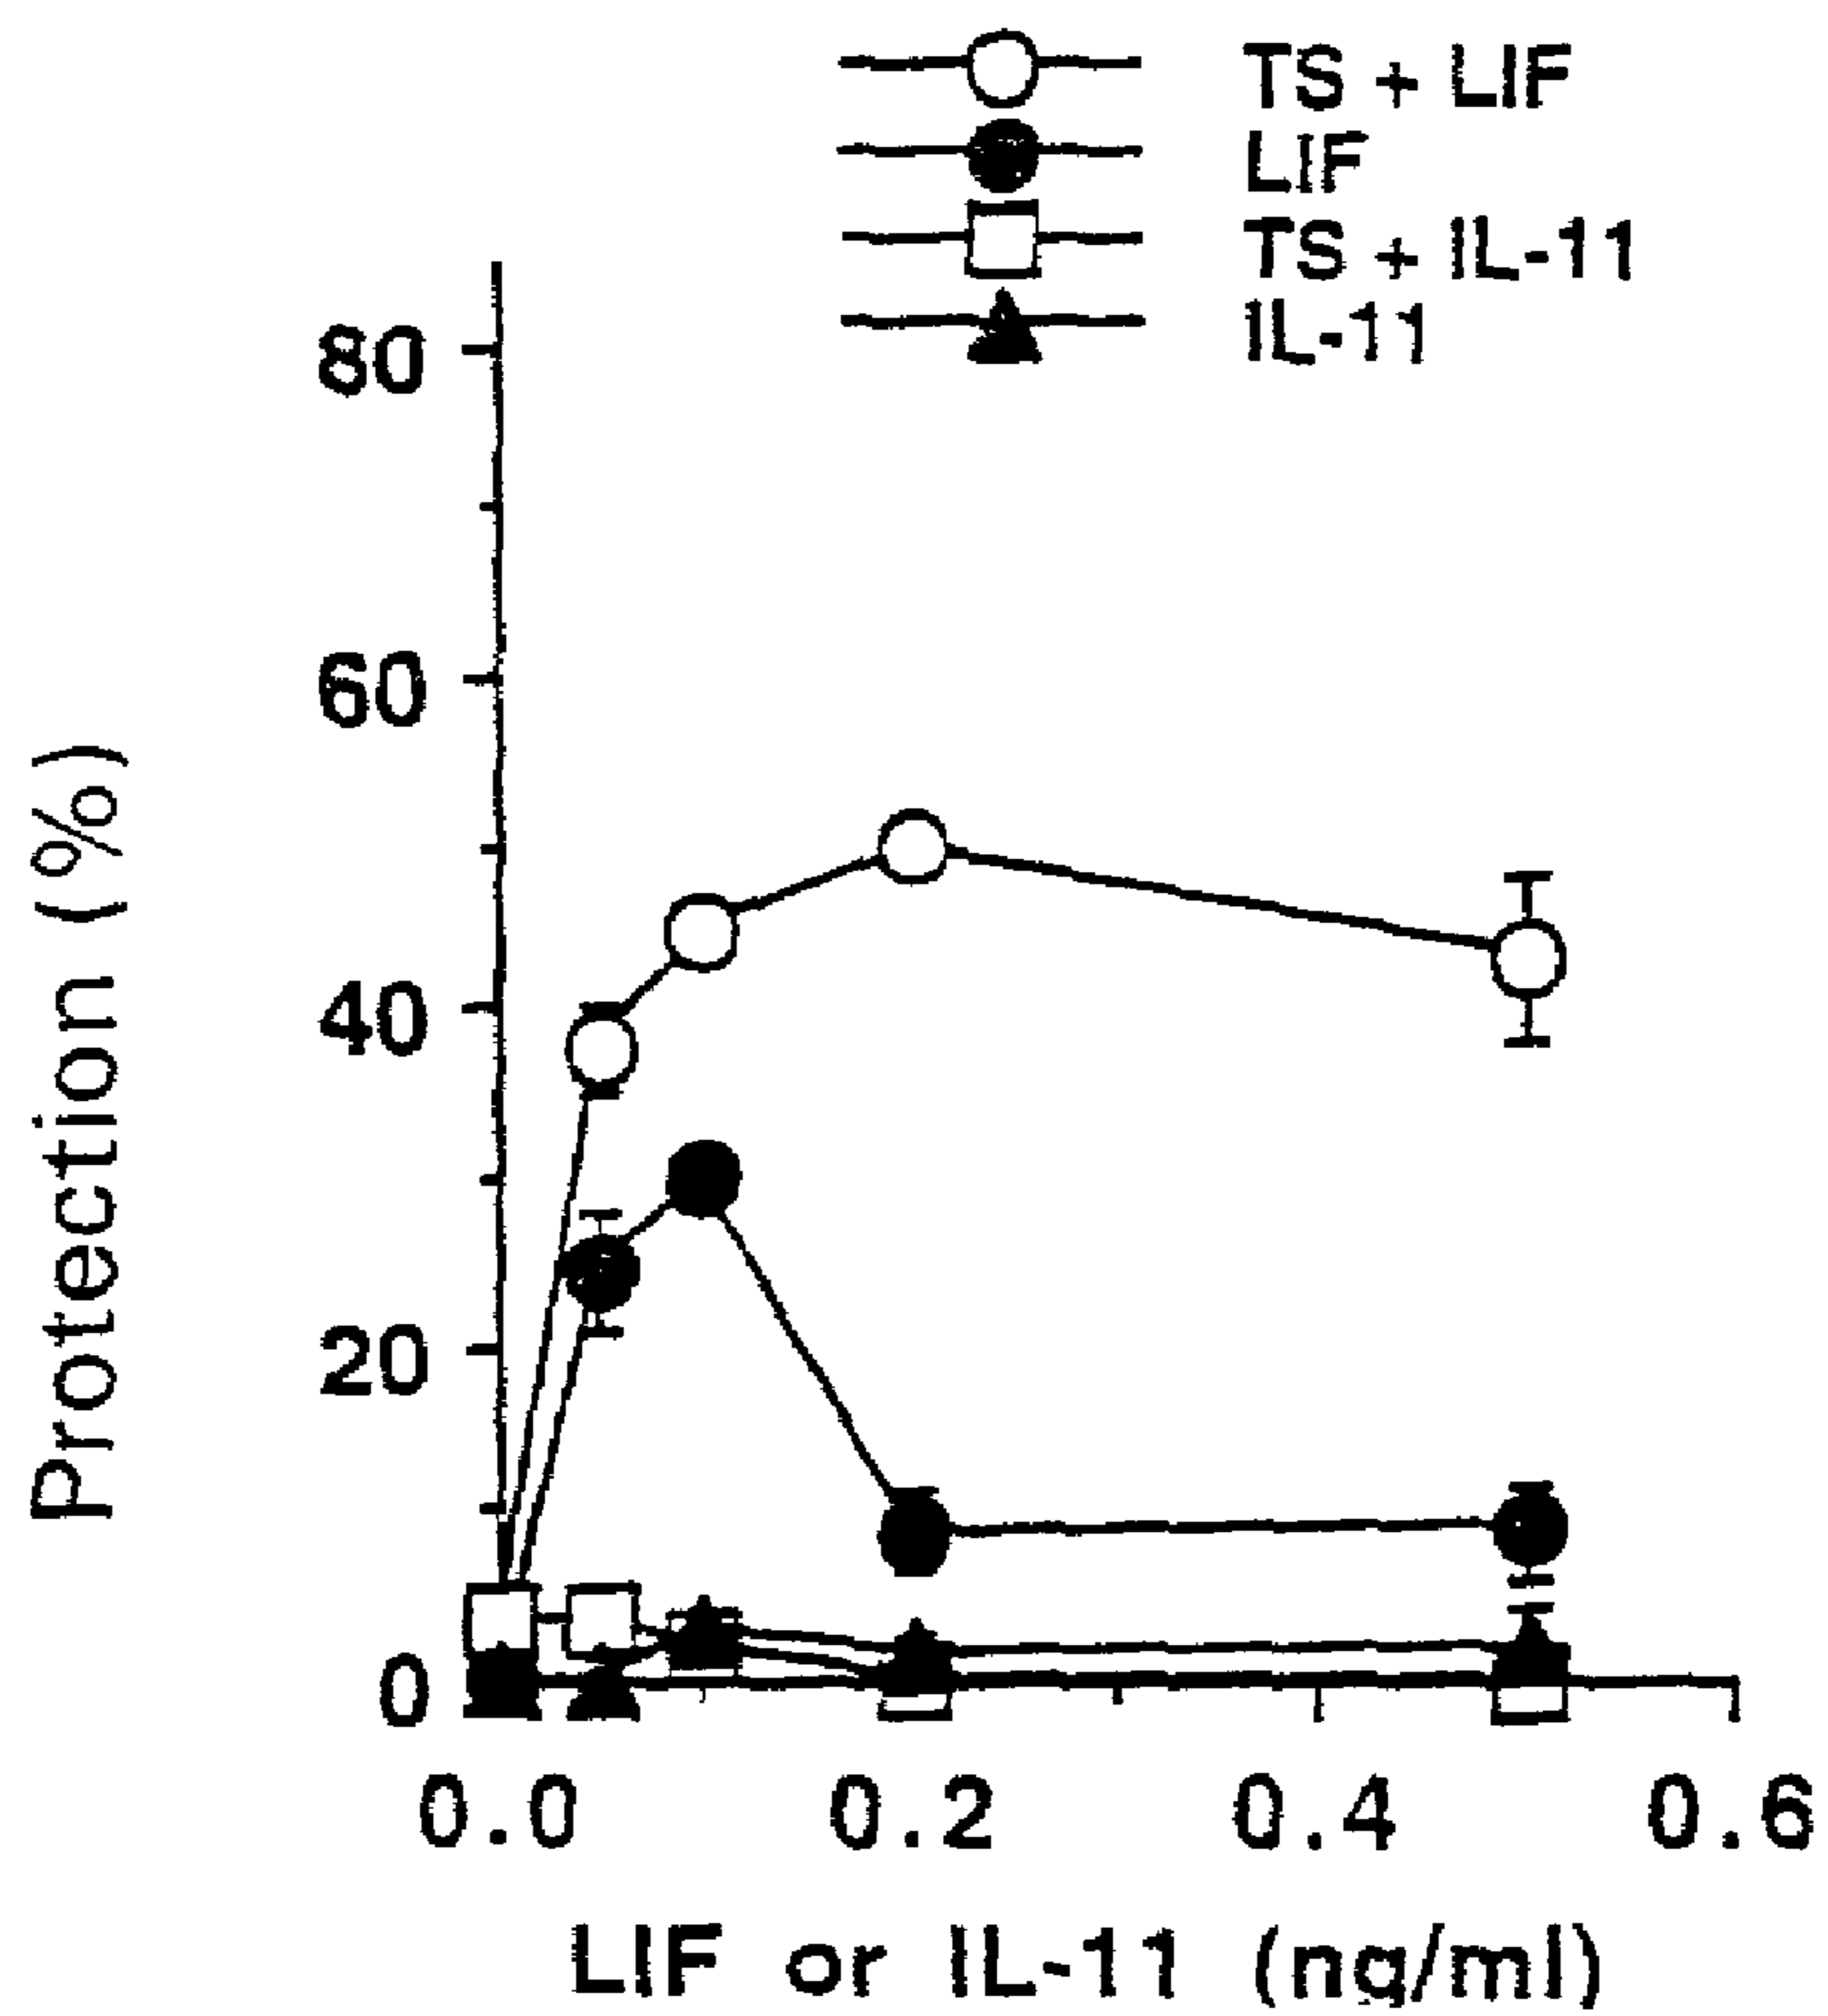 TS + LIF
LIF
TS + IL-11
IL-11
80
60
40
20
0
Protection (%)
0.0 0.2 0.4 0.6
LIF or IL-11 (ng/ml)